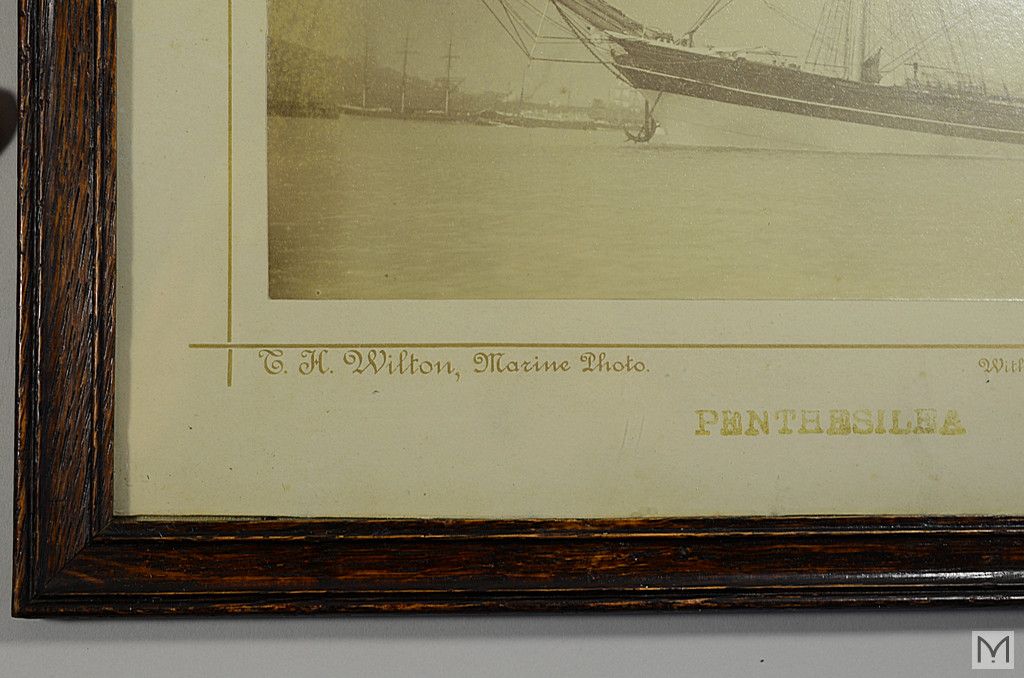 T. H. Wilton, Marine Photo.
PENTHESILEA
M